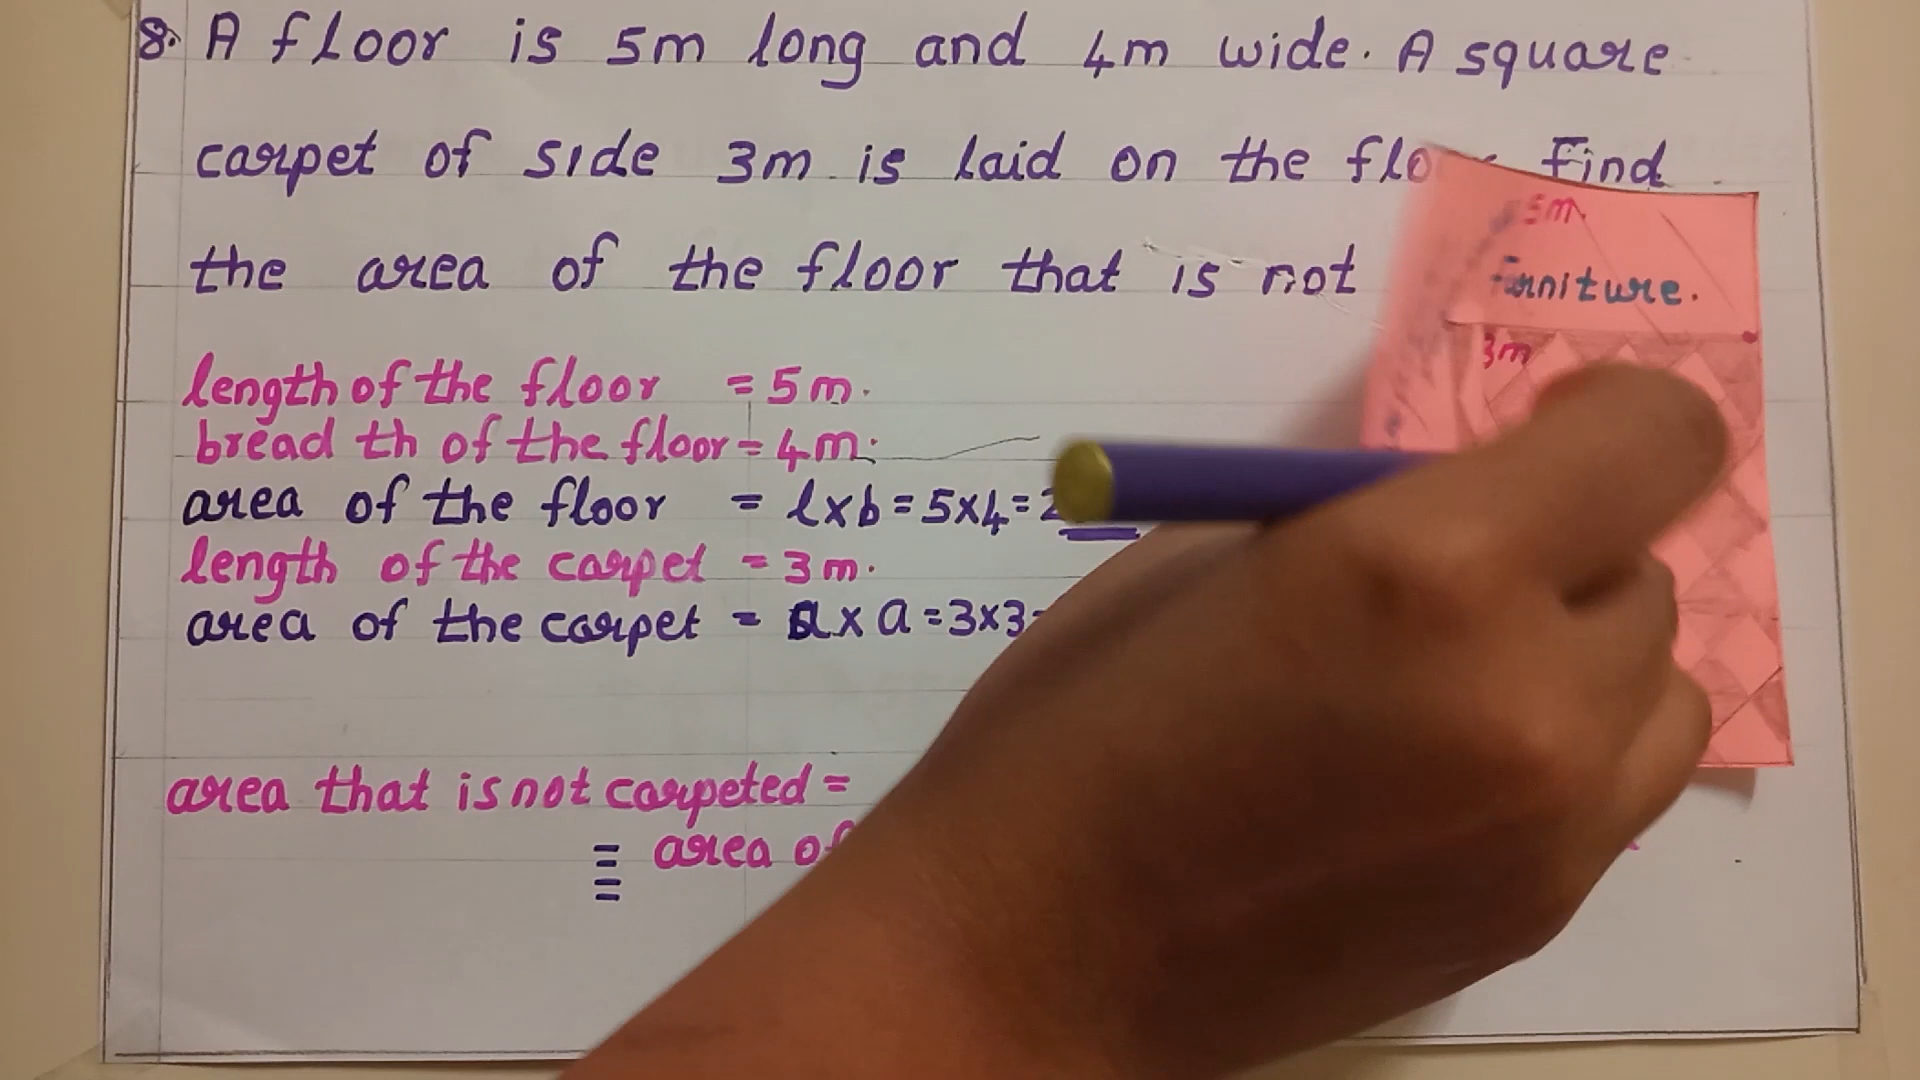 8. A floor is 5m long and 4m wide. A square
carpet of side 3m is laid on the Find
the area of the floor that is not
5m
Furniture.
3m
length of the floor = 5m.
breadth of the floor = 4m.
area of the floor = l×b = 5×4=
length of the carpet = 3m.
area of the carpet = a × a = 3×3=
area that is not carpeted =
= area of
=